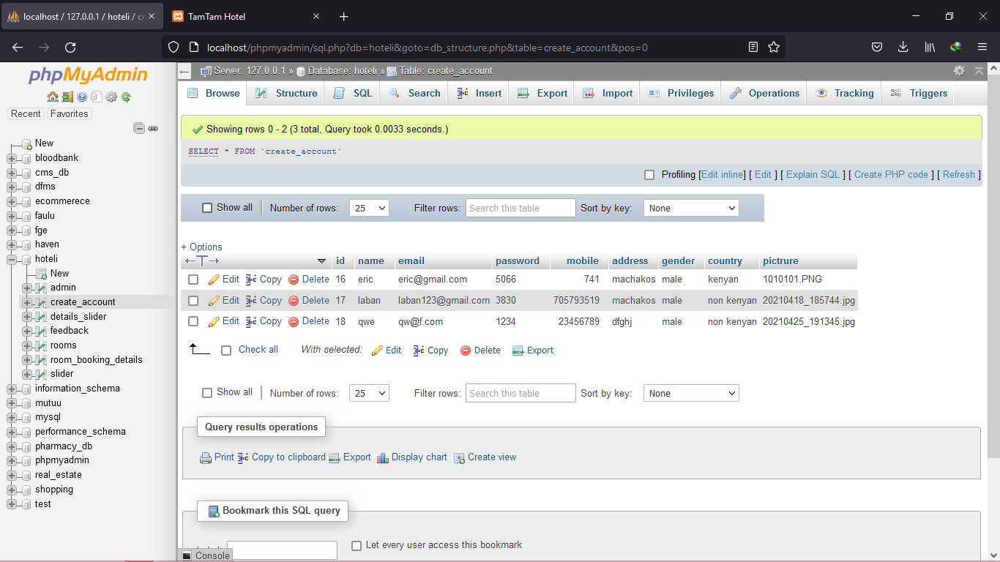 localhost / 127.0.0.1 / hoteli / cr
TamTam Hotel
localhost/phpmyadmin/sql.php?db=hoteli&goto=db_structure.php&table=create_account&pos=0
phpMyAdmin
Recent Favorites
New
bloodbank
cms_db
dfms
ecommerece
faulu
fge
haven
hoteli
New
admin
create_account
details_slider
feedback
rooms
room_booking_details
slider
information_schema
mutuu
mysql
performance_schema
pharmacy_db
phpmyadmin
real_estate
shopping
test
Server: 127.0.0.1 » Database: hoteli » Table: create_account
Browse Structure SQL Search Insert Export Import Privileges Operations Tracking Triggers
Showing rows 0 - 2 (3 total, Query took 0.0033 seconds.)
SELECT * FROM `create_account`
Profiling [Edit inline] [ Edit ] [ Explain SQL ] [ Create PHP code ] [ Refresh ]
Show all Number of rows: 25 Filter rows: Search this table Sort by key: None
+ Options
id name email password mobile address gender country pictrure
Edit Copy Delete 16 eric eric@gmail.com 5066 741 machakos male kenyan 1010101.PNG
Edit Copy Delete 17 laban laban123@gmail.com 3830 705793519 machakos male non kenyan 20210418_185744.jpg
Edit Copy Delete 18 qwe qw@f.com 1234 23456789 dfghj male non kenyan 20210425_191345.jpg
Check all With selected: Edit Copy Delete Export
Show all Number of rows: 25 Filter rows: Search this table Sort by key: None
Query results operations
Print Copy to clipboard Export Display chart Create view
Bookmark this SQL query
Let every user access this bookmark
Console